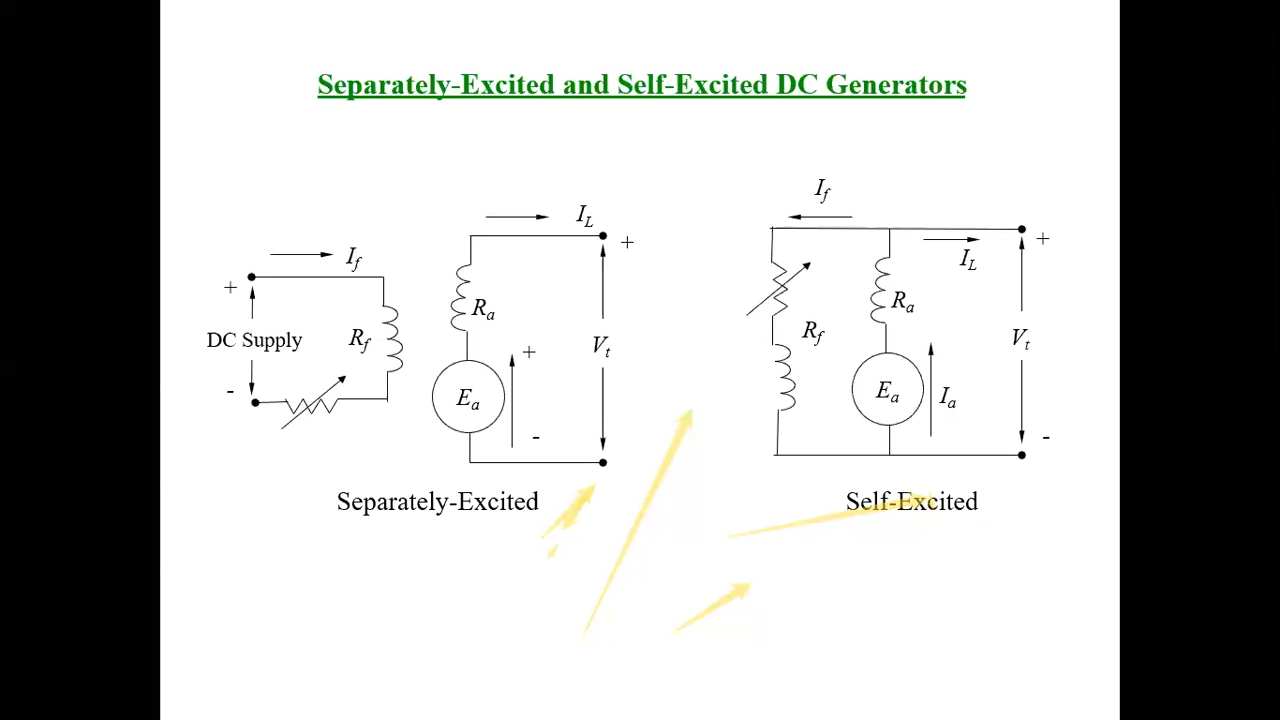 Separately-Excited and Self-Excited DC Generators
I_f
+
DC Supply
-
R_f
I_L
+
R_a
V_t
+
E_a
-
Separately-Excited
I_f
I_L
+
R_a
R_f
V_t
E_a
I_a
-
Self-Excited